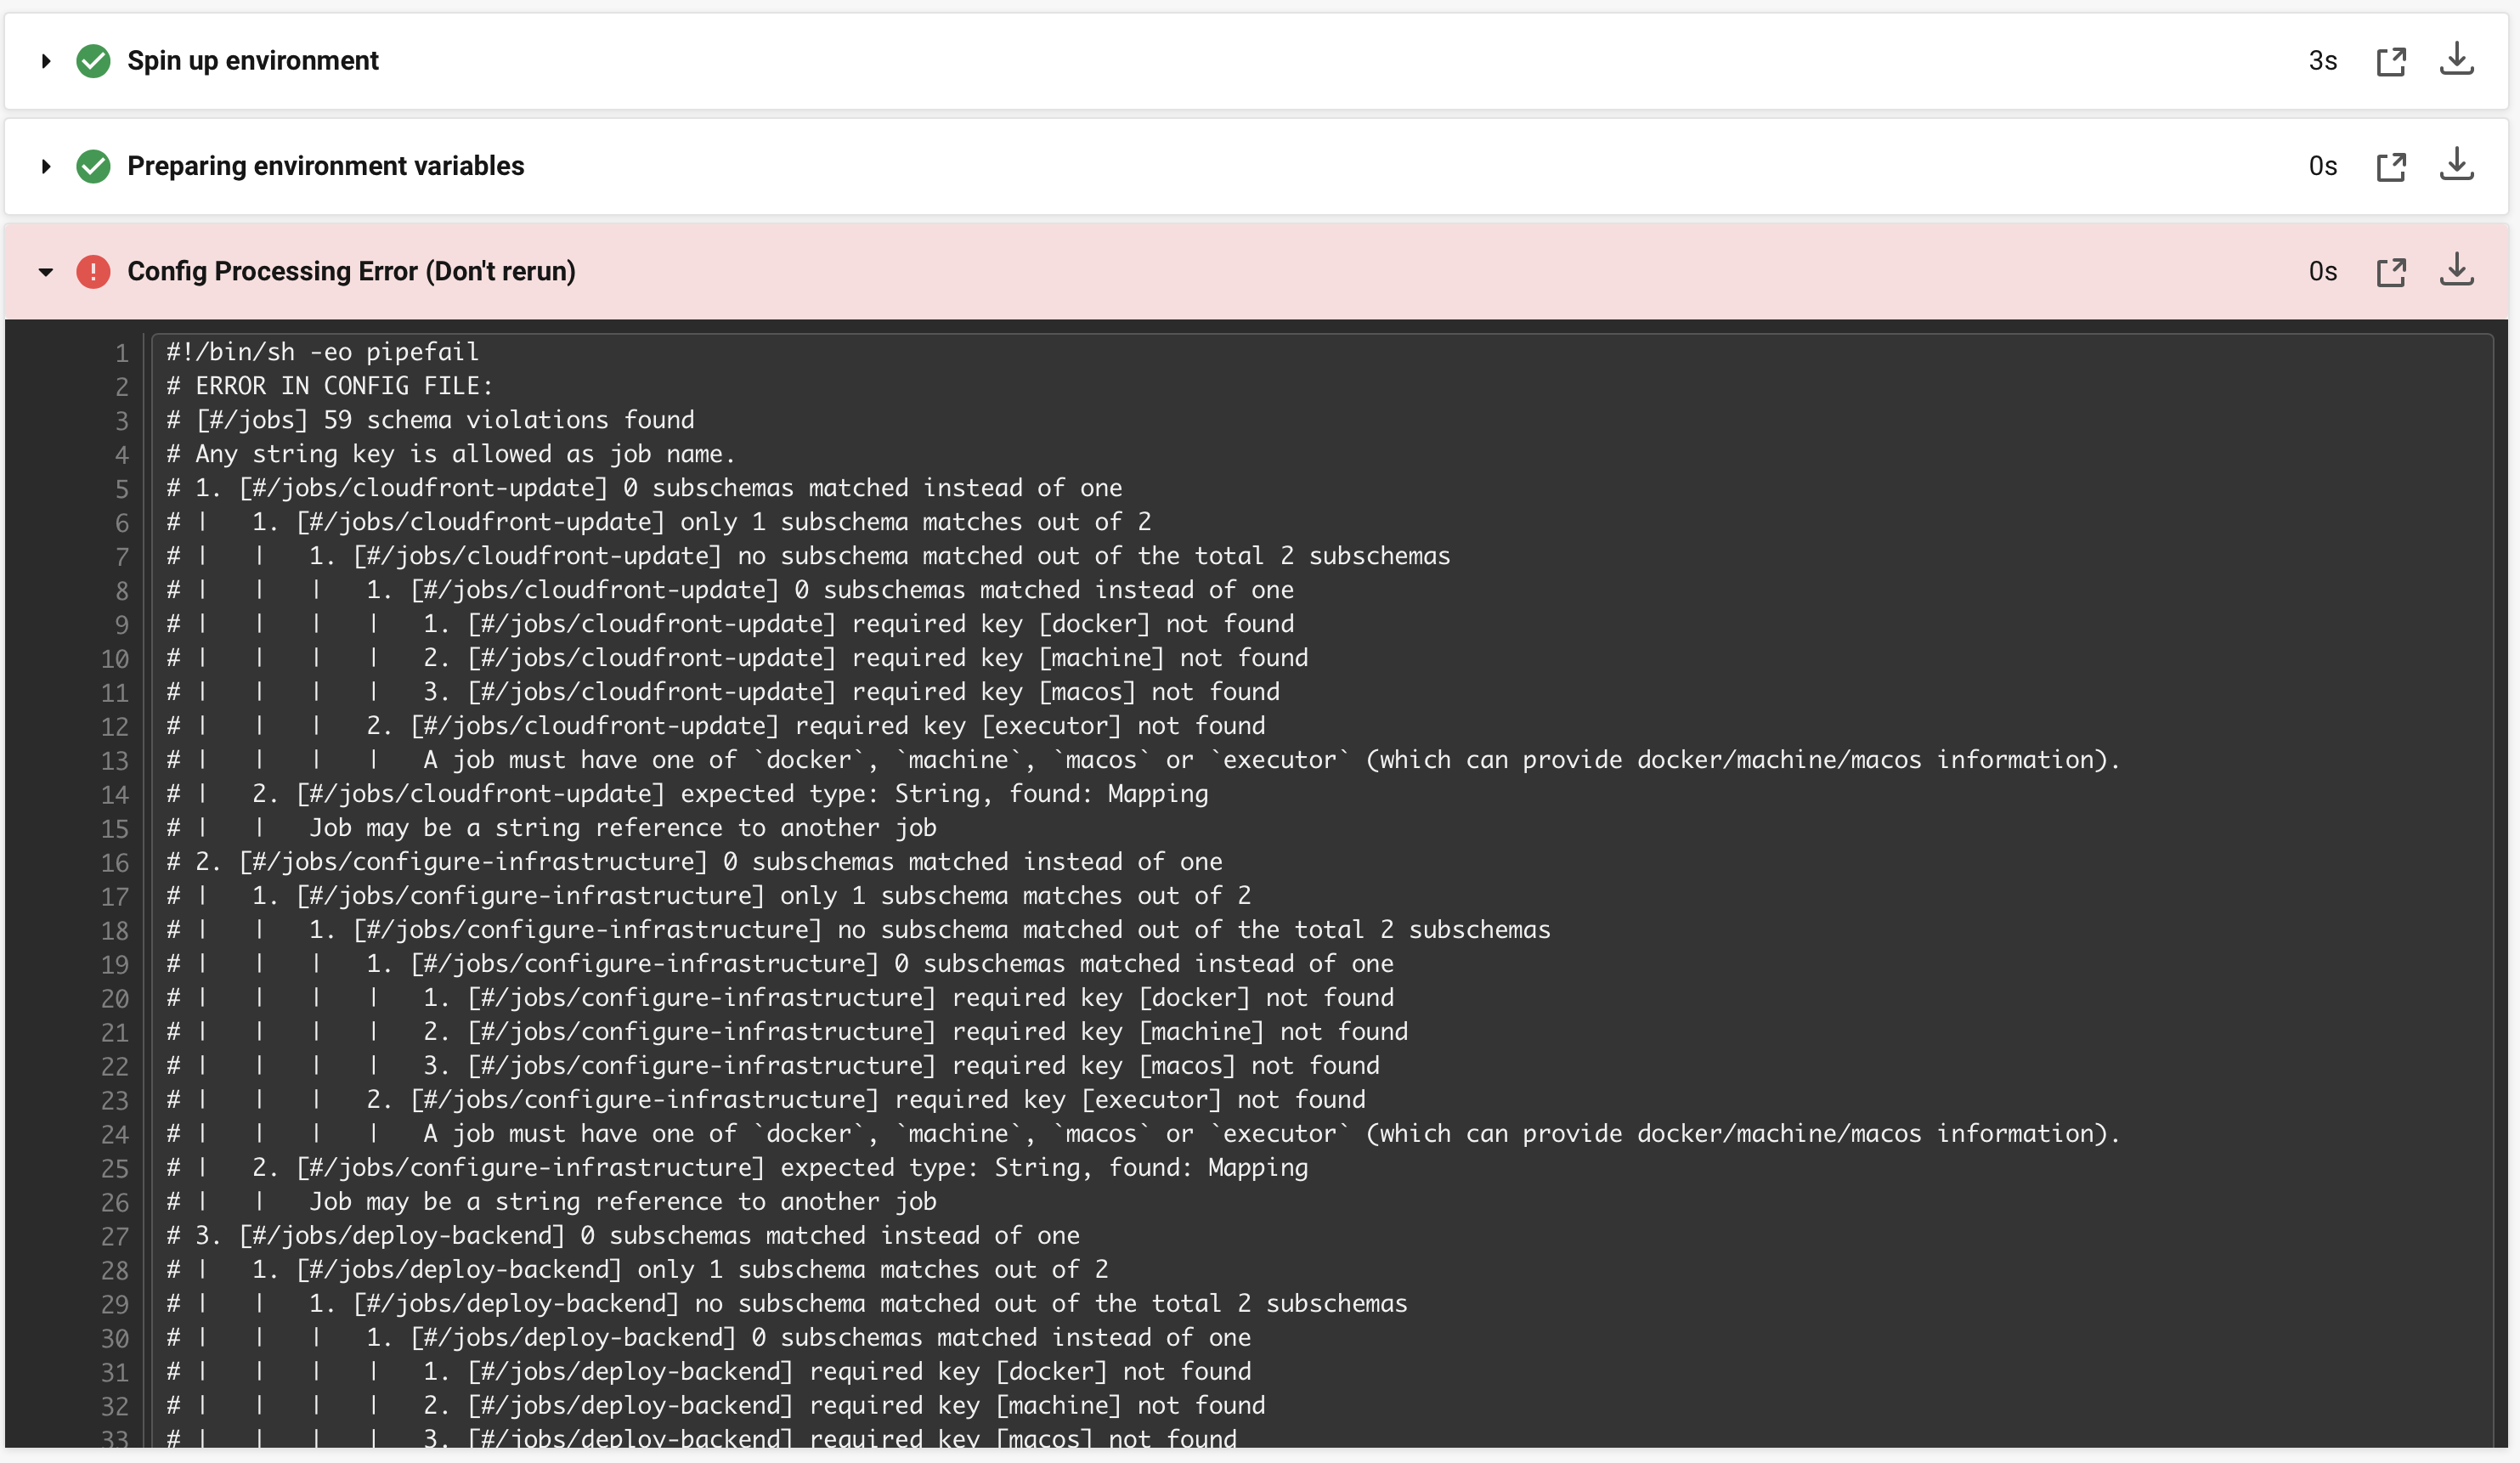 Spin up environment 3s
Preparing environment variables 0s
Config Processing Error (Don't rerun) 0s
1 #!/bin/sh -eo pipefail
2 # ERROR IN CONFIG FILE:
3 # [#/jobs] 59 schema violations found
4 # Any string key is allowed as job name.
5 # 1. [#/jobs/cloudfront-update] 0 subschemas matched instead of one
6 # |   1. [#/jobs/cloudfront-update] only 1 subschema matches out of 2
7 # |   |   1. [#/jobs/cloudfront-update] no subschema matched out of the total 2 subschemas
8 # |   |   |   1. [#/jobs/cloudfront-update] 0 subschemas matched instead of one
9 # |   |   |   |   1. [#/jobs/cloudfront-update] required key [docker] not found
10 # |   |   |   |   2. [#/jobs/cloudfront-update] required key [machine] not found
11 # |   |   |   |   3. [#/jobs/cloudfront-update] required key [macos] not found
12 # |   |   |   2. [#/jobs/cloudfront-update] required key [executor] not found
13 # |   |   |   |   A job must have one of `docker`, `machine`, `macos` or `executor` (which can provide docker/machine/macos information).
14 # |   2. [#/jobs/cloudfront-update] expected type: String, found: Mapping
15 # |   |   Job may be a string reference to another job
16 # 2. [#/jobs/configure-infrastructure] 0 subschemas matched instead of one
17 # |   1. [#/jobs/configure-infrastructure] only 1 subschema matches out of 2
18 # |   |   1. [#/jobs/configure-infrastructure] no subschema matched out of the total 2 subschemas
19 # |   |   |   1. [#/jobs/configure-infrastructure] 0 subschemas matched instead of one
20 # |   |   |   |   1. [#/jobs/configure-infrastructure] required key [docker] not found
21 # |   |   |   |   2. [#/jobs/configure-infrastructure] required key [machine] not found
22 # |   |   |   |   3. [#/jobs/configure-infrastructure] required key [macos] not found
23 # |   |   |   2. [#/jobs/configure-infrastructure] required key [executor] not found
24 # |   |   |   |   A job must have one of `docker`, `machine`, `macos` or `executor` (which can provide docker/machine/macos information).
25 # |   2. [#/jobs/configure-infrastructure] expected type: String, found: Mapping
26 # |   |   Job may be a string reference to another job
27 # 3. [#/jobs/deploy-backend] 0 subschemas matched instead of one
28 # |   1. [#/jobs/deploy-backend] only 1 subschema matches out of 2
29 # |   |   1. [#/jobs/deploy-backend] no subschema matched out of the total 2 subschemas
30 # |   |   |   1. [#/jobs/deploy-backend] 0 subschemas matched instead of one
31 # |   |   |   |   1. [#/jobs/deploy-backend] required key [docker] not found
32 # |   |   |   |   2. [#/jobs/deploy-backend] required key [machine] not found
33 # |   |   |   |   3. [#/jobs/deploy-backend] required key [macos] not found